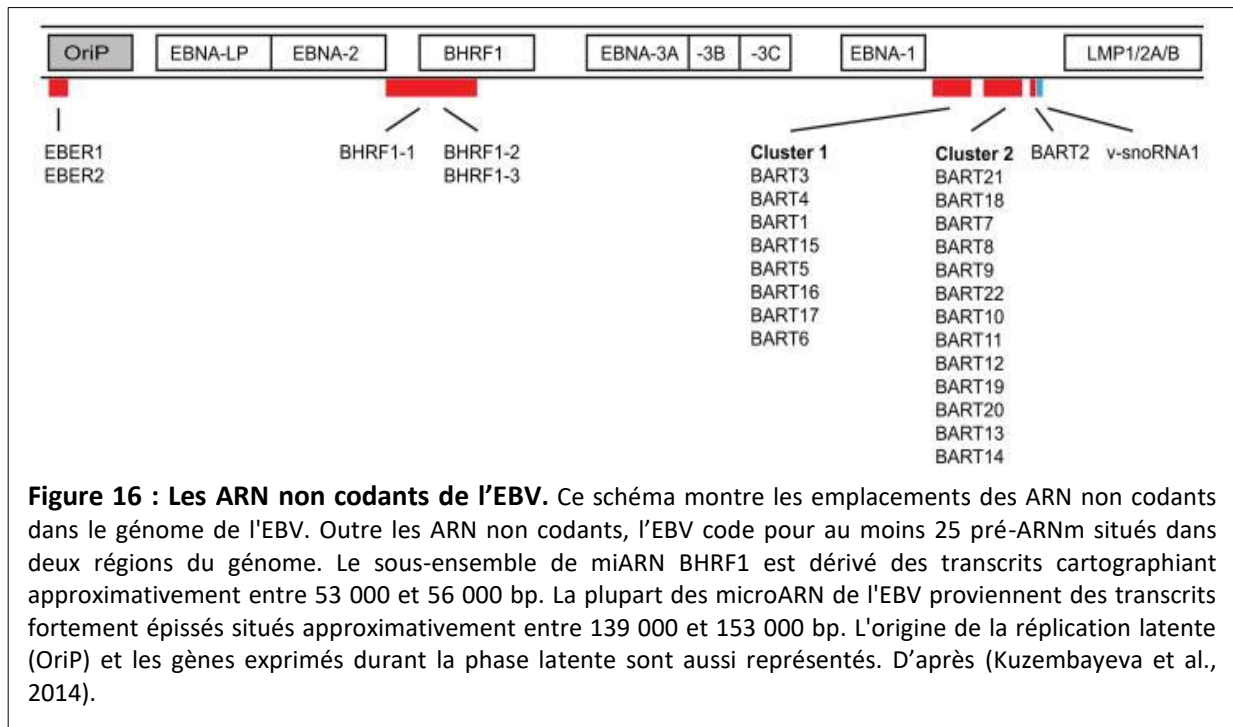 OriP EBNA-LP EBNA-2 BHRF1 EBNA-3A -3B -3C EBNA-1 LMP1/2A/B
EBER1 BHRF1-1 BHRF1-2 Cluster 1 Cluster 2 BART2 v-snoRNA1
EBER2 BHRF1-3 BART3 BART21
BART4 BART18
BART1 BART7
BART15 BART8
BART5 BART9
BART16 BART22
BART17 BART10
BART6 BART11
BART12
BART19
BART20
BART13
BART14
Figure 16 : Les ARN non codants de l’EBV. Ce schéma montre les emplacements des ARN non codants
dans le génome de l'EBV. Outre les ARN non codants, l’EBV code pour au moins 25 pré-ARNm situés dans
deux régions du génome. Le sous-ensemble de miARN BHRF1 est dérivé des transcrits cartographiant
approximativement entre 53 000 et 56 000 bp. La plupart des microARN de l'EBV proviennent des transcrits
fortement épissés situés approximativement entre 139 000 et 153 000 bp. L'origine de la réplication latente
(OriP) et les gènes exprimés durant la phase latente sont aussi représentés. D’après (Kuzembayeva et al.,
2014).